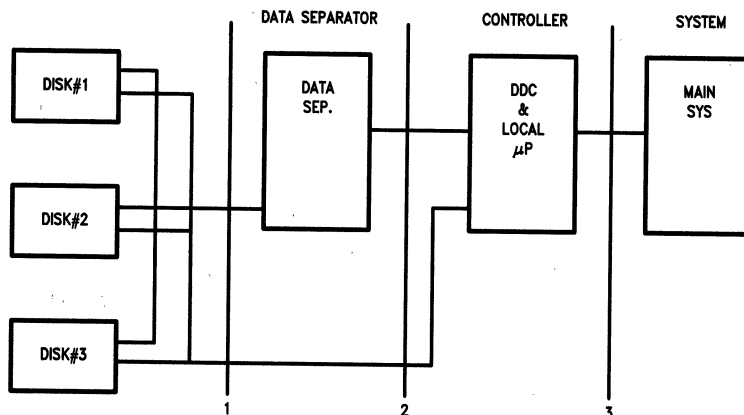 DATA SEPARATOR
CONTROLLER
SYSTEM
DISK#1
DATA
SEP.
DDC
&
LOCAL
μP
MAIN
SYS
DISK#2
DISK#3
1
2
3